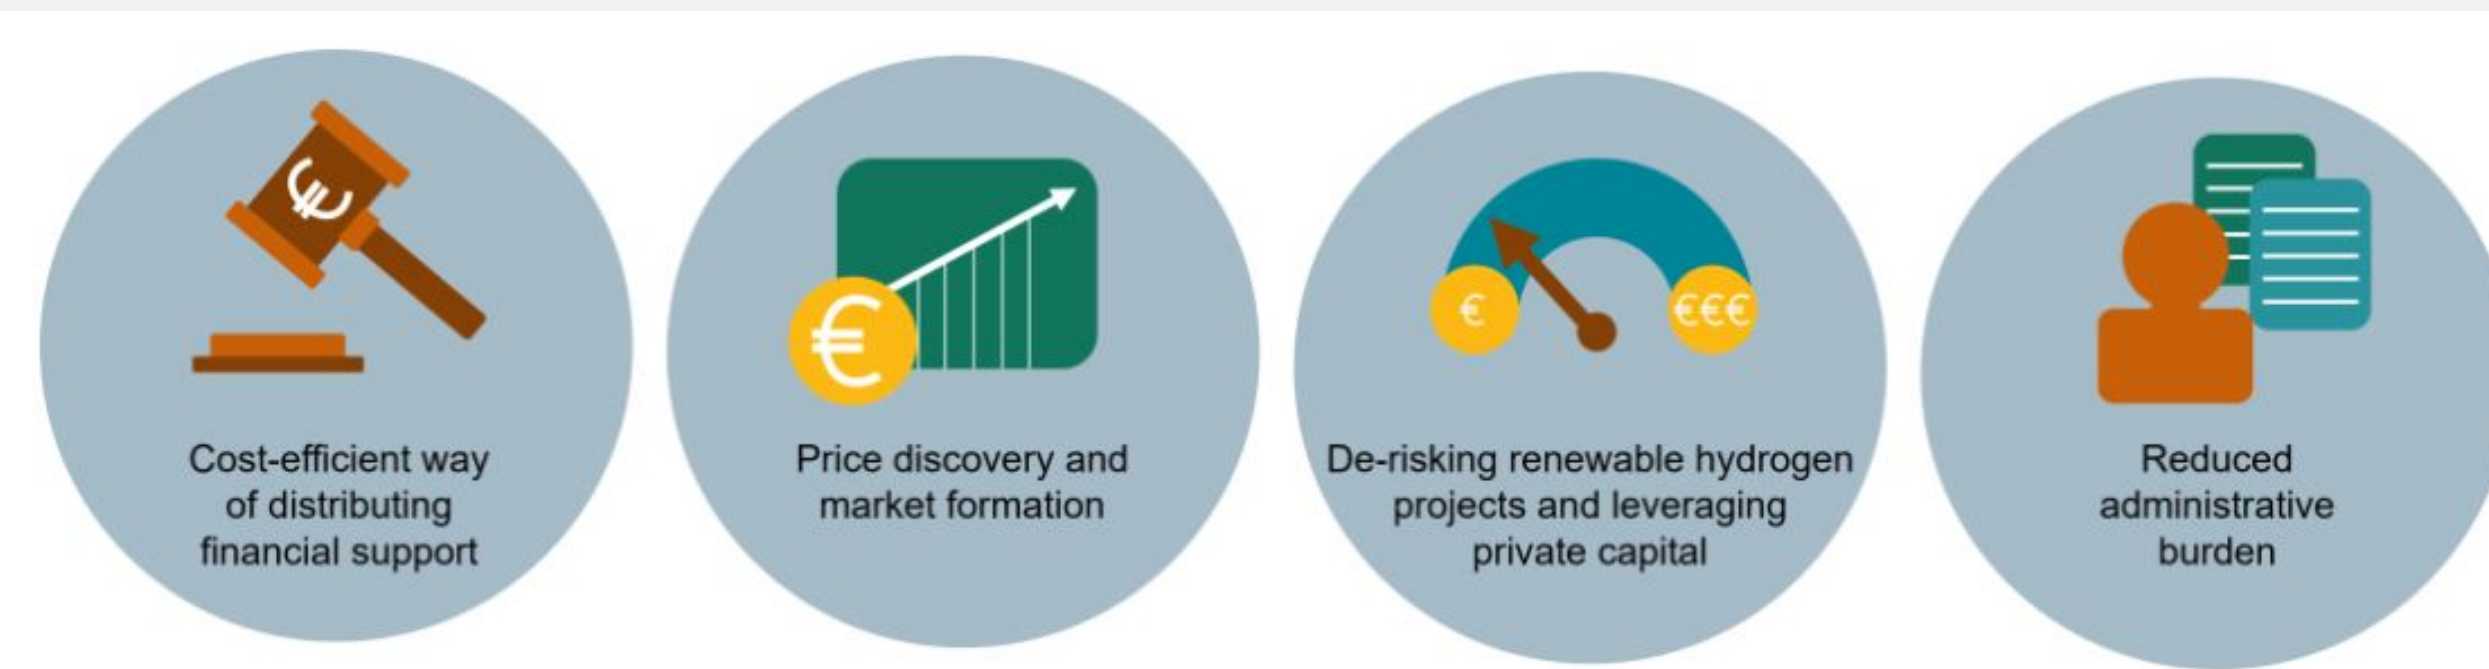 €
Cost-efficient way
of distributing
financial support
€
Price discovery and
market formation
€
€€€
De-risking renewable hydrogen
projects and leveraging
private capital
Reduced
administrative
burden